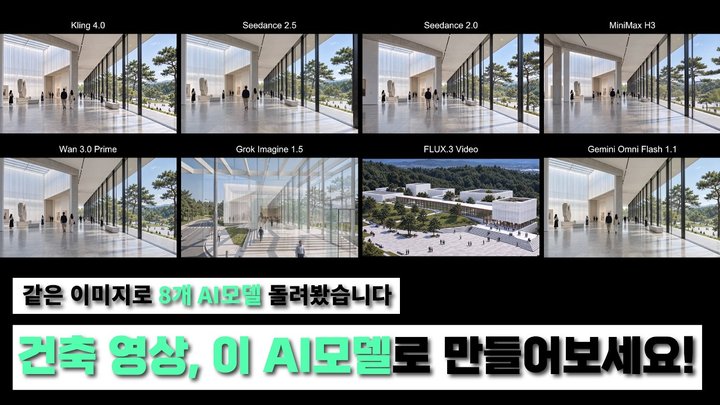 Kling 4.0
Seedance 2.5
Seedance 2.0
MiniMax H3
Wan 3.0 Prime
Grok Imagine 1.5
FLUX.3 Video
Gemini Omni Flash 1.1
같은 이미지로 8개 AI모델 돌려봤습니다
건축 영상, 이 AI모델로 만들어보세요!